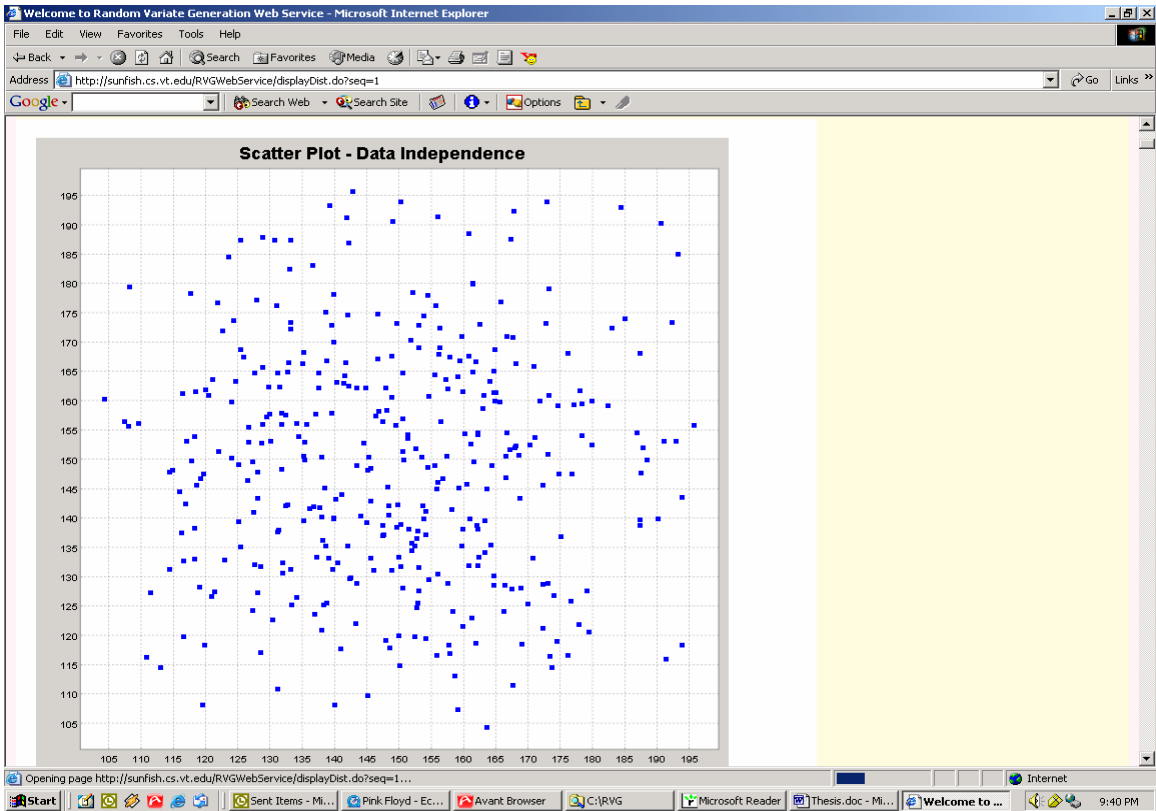 Welcome to Random Variate Generation Web Service - Microsoft Internet Explorer
File Edit View Favorites Tools Help
Back Search Favorites Media
Address http://sunfish.cs.vt.edu/RVGWebService/displayDist.do?seq=1 Go Links »
Google Search Web Search Site Options
Scatter Plot - Data Independence
195
190
185
180
175
170
165
160
155
150
145
140
135
130
125
120
115
110
105
105 110 115 120 125 130 135 140 145 150 155 160 165 170 175 180 185 190 195
Opening page http://sunfish.cs.vt.edu/RVGWebService/displayDist.do?seq=1... Internet
Start Sent Items - Mi... Pink Floyd - Ec... Avant Browser C:\RVG Microsoft Reader Thesis.doc - Mi... Welcome to ... 9:40 PM